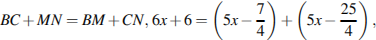 BC + MN = BM + CN, 6x + 6 = (5x − 7/4) + (5x − 25/4),